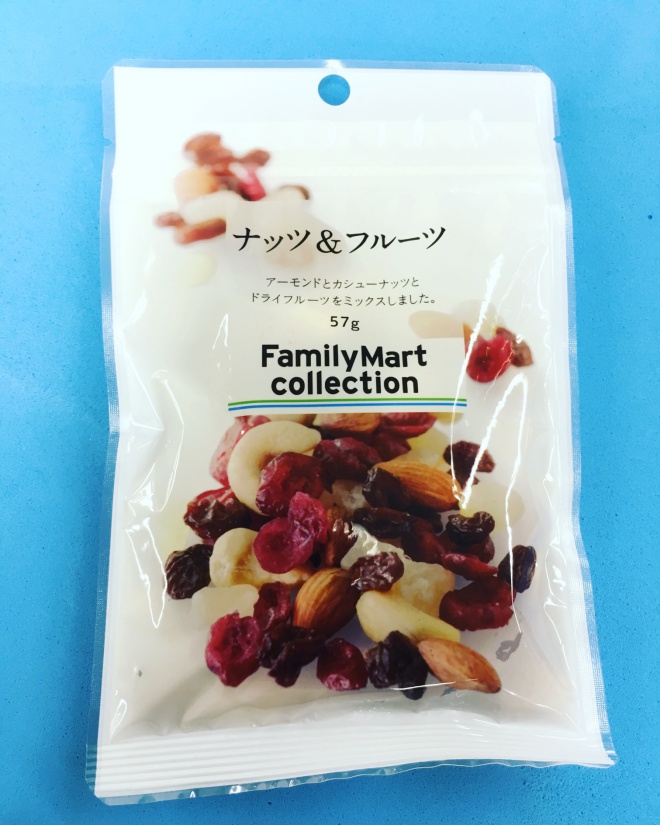 ナッツ&フルーツ
アーモンドとカシューナッツと
ドライフルーツをミックスしました。
57g
FamilyMart
collection